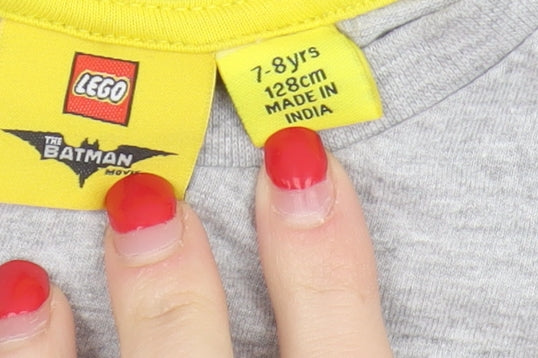 LEGO
THE
BATMAN
MOVIE
7-8yrs
128cm
MADE IN
INDIA